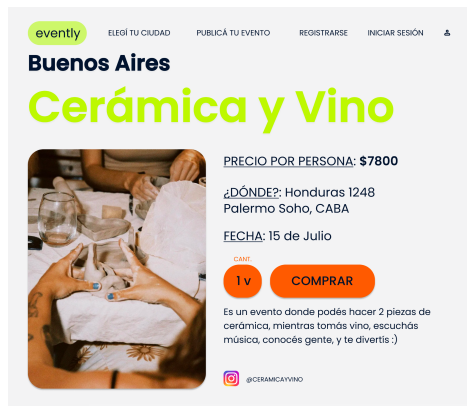 evently
ELEGÍ TU CIUDAD
PUBLICÁ TU EVENTO
REGISTRARSE
INICIAR SESIÓN
Buenos Aires
Cerámica y Vino
PRECIO POR PERSONA: $7800
¿DÓNDE?: Honduras 1248
Palermo Soho, CABA
FECHA: 15 de Julio
CANT.
1 v
COMPRAR
Es un evento donde podés hacer 2 piezas de
cerámica, mientras tomás vino, escuchás
música, conocés gente, y te divertís :)
@CERAMICAYVINO